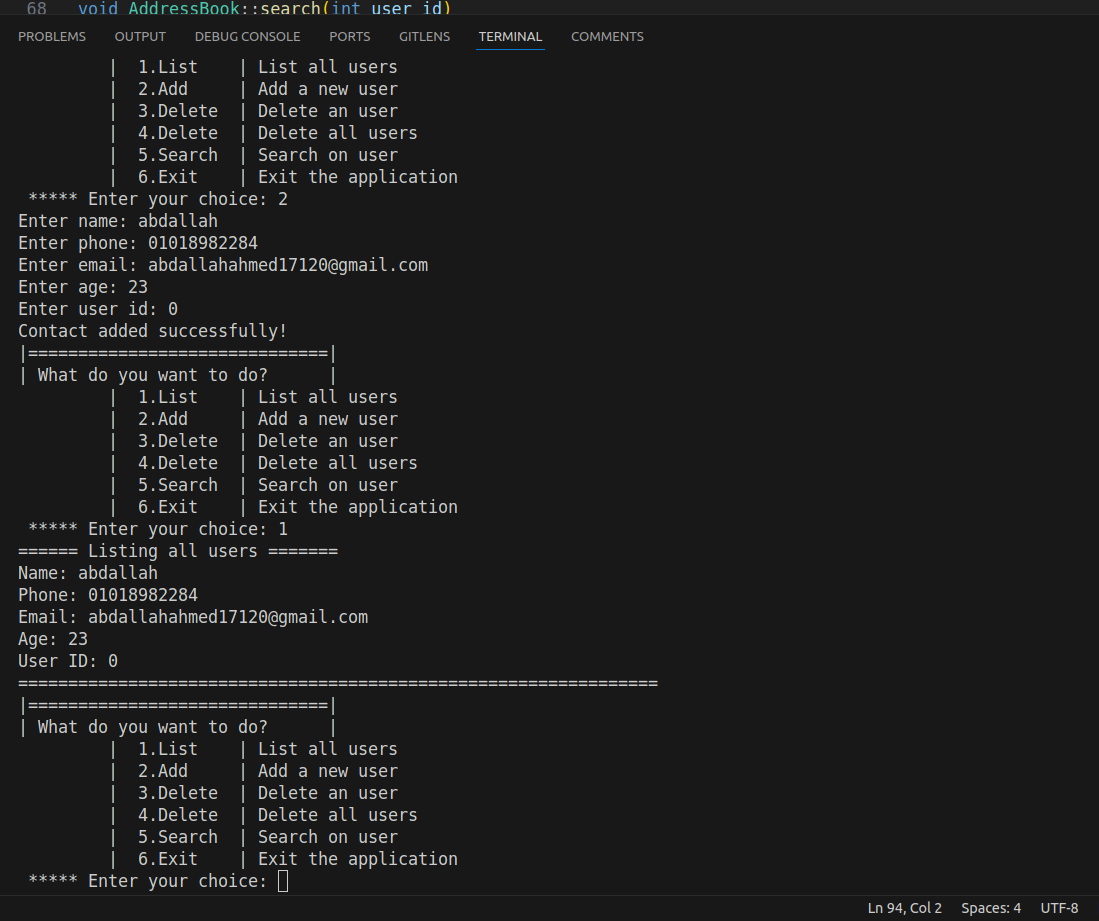 68 void AddressBook::search(int user_id)
PROBLEMS OUTPUT DEBUG CONSOLE PORTS GITLENS TERMINAL COMMENTS
| 1.List | List all users
| 2.Add | Add a new user
| 3.Delete | Delete an user
| 4.Delete | Delete all users
| 5.Search | Search on user
| 6.Exit | Exit the application
***** Enter your choice: 2
Enter name: abdallah
Enter phone: 01018982284
Enter email: abdallahahmed17120@gmail.com
Enter age: 23
Enter user id: 0
Contact added successfully!
|==============================|
| What do you want to do? |
| 1.List | List all users
| 2.Add | Add a new user
| 3.Delete | Delete an user
| 4.Delete | Delete all users
| 5.Search | Search on user
| 6.Exit | Exit the application
***** Enter your choice: 1
====== Listing all users =======
Name: abdallah
Phone: 01018982284
Email: abdallahahmed17120@gmail.com
Age: 23
User ID: 0
================================================================
|==============================|
| What do you want to do? |
| 1.List | List all users
| 2.Add | Add a new user
| 3.Delete | Delete an user
| 4.Delete | Delete all users
| 5.Search | Search on user
| 6.Exit | Exit the application
***** Enter your choice:
Ln 94, Col 2 Spaces: 4 UTF-8